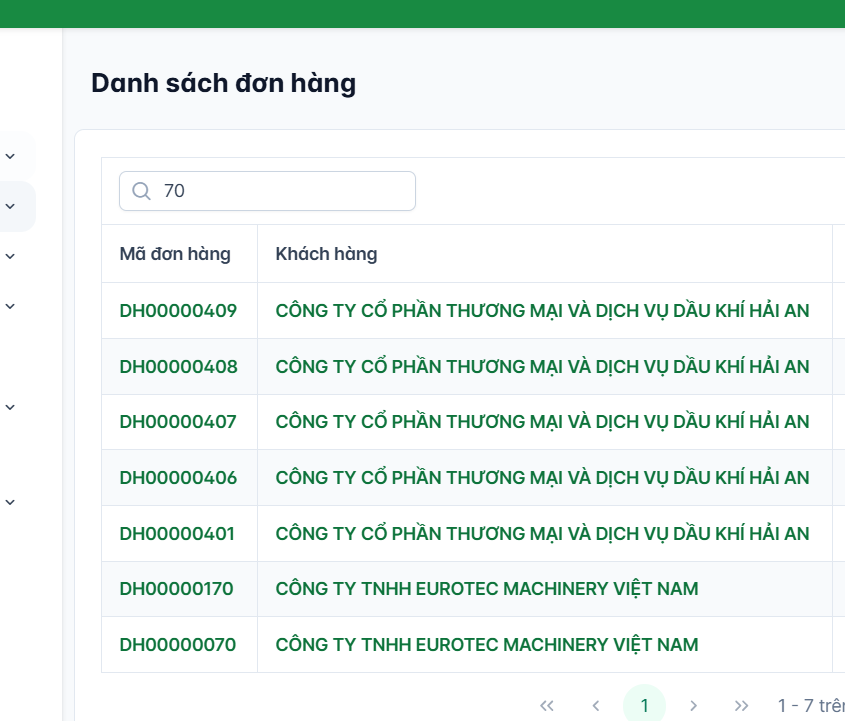 Danh sách đơn hàng
70
Mã đơn hàng Khách hàng
DH00000409 CÔNG TY CỔ PHẦN THƯƠNG MẠI VÀ DỊCH VỤ DẦU KHÍ HẢI AN
DH00000408 CÔNG TY CỔ PHẦN THƯƠNG MẠI VÀ DỊCH VỤ DẦU KHÍ HẢI AN
DH00000407 CÔNG TY CỔ PHẦN THƯƠNG MẠI VÀ DỊCH VỤ DẦU KHÍ HẢI AN
DH00000406 CÔNG TY CỔ PHẦN THƯƠNG MẠI VÀ DỊCH VỤ DẦU KHÍ HẢI AN
DH00000401 CÔNG TY CỔ PHẦN THƯƠNG MẠI VÀ DỊCH VỤ DẦU KHÍ HẢI AN
DH00000170 CÔNG TY TNHH EUROTEC MACHINERY VIỆT NAM
DH00000070 CÔNG TY TNHH EUROTEC MACHINERY VIỆT NAM
1 1 - 7 trên